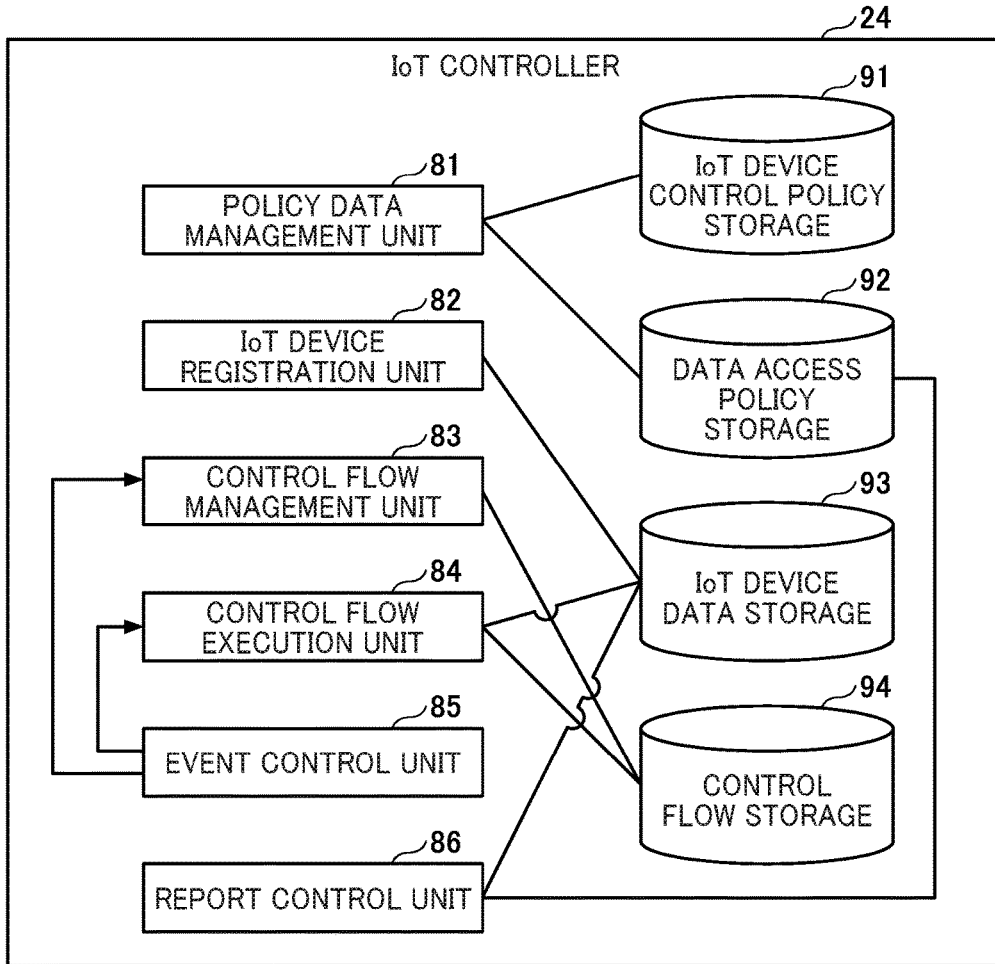 24
IoT CONTROLLER
91
IoT DEVICE
CONTROL POLICY
STORAGE
81
POLICY DATA
MANAGEMENT UNIT
92
DATA ACCESS
POLICY
STORAGE
82
IoT DEVICE
REGISTRATION UNIT
83
CONTROL FLOW
MANAGEMENT UNIT
93
IoT DEVICE
DATA STORAGE
84
CONTROL FLOW
EXECUTION UNIT
94
CONTROL
FLOW STORAGE
85
EVENT CONTROL UNIT
86
REPORT CONTROL UNIT